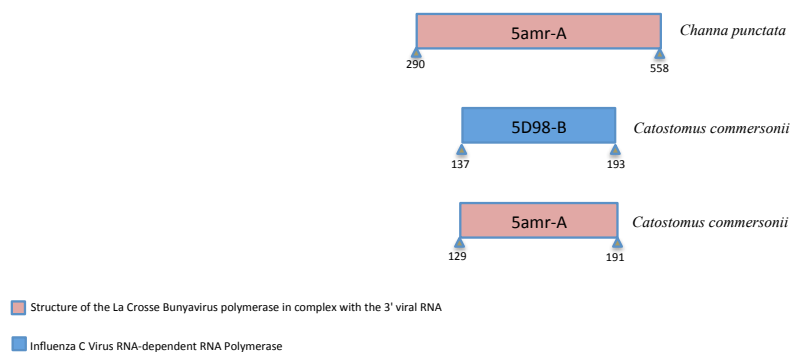 5amr-A Channa punctata
290 558
5D98-B Catostomus commersonii
137 193
5amr-A Catostomus commersonii
129 191
Structure of the La Crosse Bunyavirus polymerase in complex with the 3' viral RNA
Influenza C Virus RNA-dependent RNA Polymerase